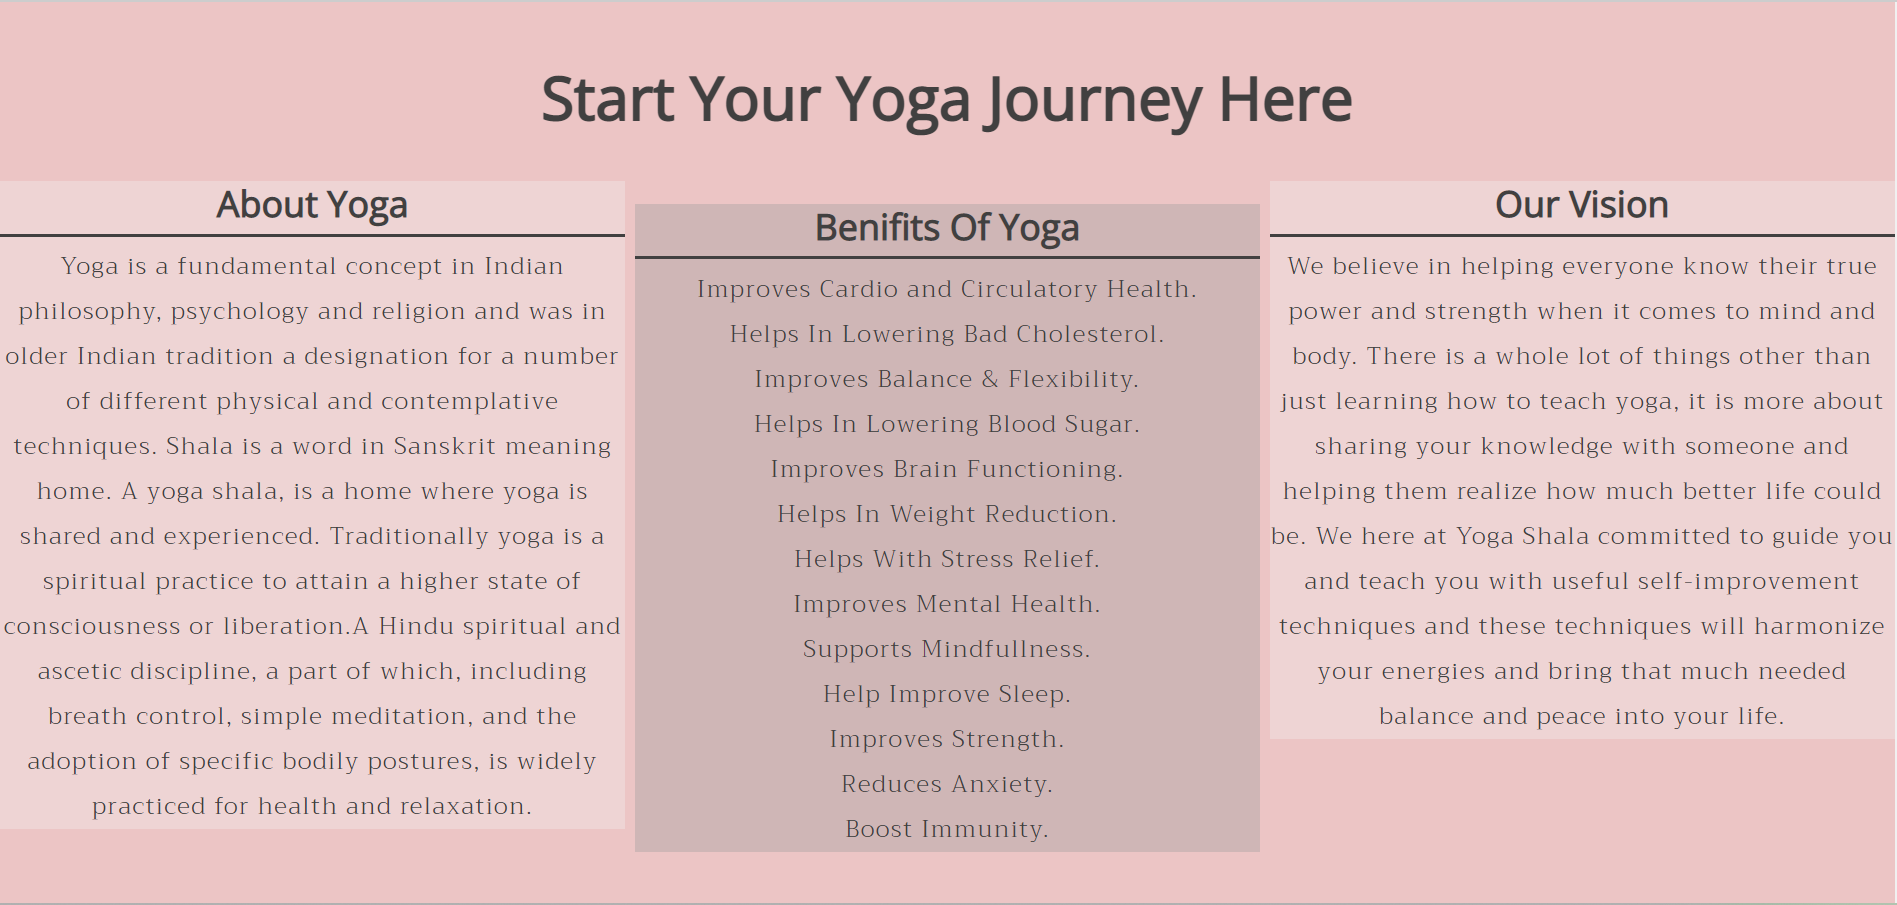 Start Your Yoga Journey Here
About Yoga
Yoga is a fundamental concept in Indian
philosophy, psychology and religion and was in
older Indian tradition a designation for a number
of different physical and contemplative
techniques. Shala is a word in Sanskrit meaning
home. A yoga shala, is a home where yoga is
shared and experienced. Traditionally yoga is a
spiritual practice to attain a higher state of
consciousness or liberation.A Hindu spiritual and
ascetic discipline, a part of which, including
breath control, simple meditation, and the
adoption of specific bodily postures, is widely
practiced for health and relaxation.
Benifits Of Yoga
Improves Cardio and Circulatory Health.
Helps In Lowering Bad Cholesterol.
Improves Balance & Flexibility.
Helps In Lowering Blood Sugar.
Improves Brain Functioning.
Helps In Weight Reduction.
Helps With Stress Relief.
Improves Mental Health.
Supports Mindfullness.
Help Improve Sleep.
Improves Strength.
Reduces Anxiety.
Boost Immunity.
Our Vision
We believe in helping everyone know their true
power and strength when it comes to mind and
body. There is a whole lot of things other than
just learning how to teach yoga, it is more about
sharing your knowledge with someone and
helping them realize how much better life could
be. We here at Yoga Shala committed to guide you
and teach you with useful self-improvement
techniques and these techniques will harmonize
your energies and bring that much needed
balance and peace into your life.